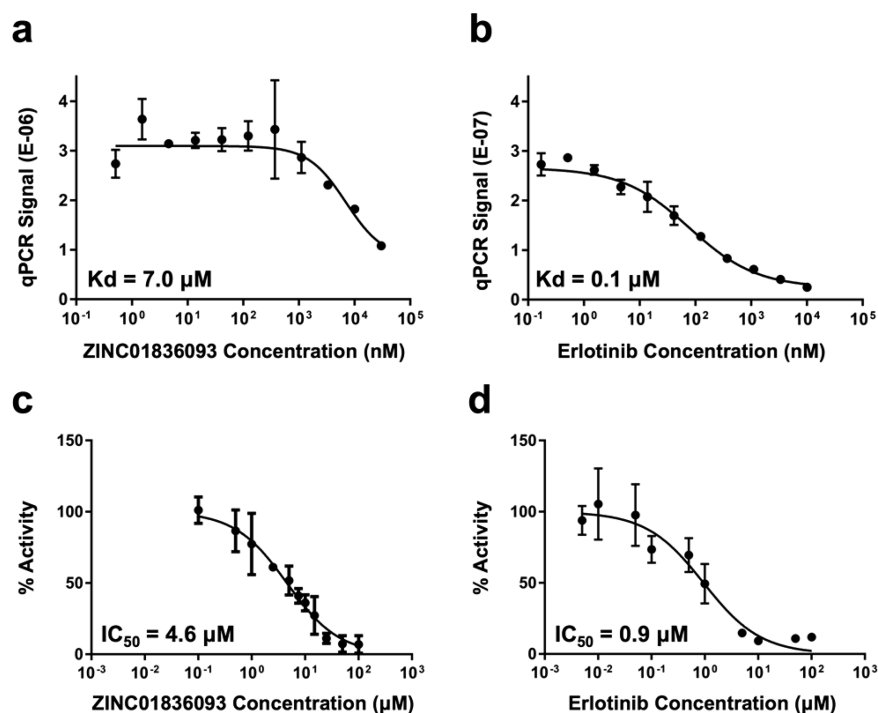 a
qPCR Signal (E-06)
4
3
2
1
0
Kd = 7.0 µM
10⁻¹ 10⁰ 10¹ 10² 10³ 10⁴ 10⁵
ZINC01836093 Concentration (nM)
b
qPCR Signal (E-07)
4
3
2
1
0
Kd = 0.1 µM
10⁻¹ 10⁰ 10¹ 10² 10³ 10⁴ 10⁵
Erlotinib Concentration (nM)
c
% Activity
150
100
50
0
IC₅₀ = 4.6 µM
10⁻³ 10⁻² 10⁻¹ 10⁰ 10¹ 10² 10³
ZINC01836093 Concentration (µM)
d
% Activity
150
100
50
0
IC₅₀ = 0.9 µM
10⁻³ 10⁻² 10⁻¹ 10⁰ 10¹ 10² 10³
Erlotinib Concentration (µM)